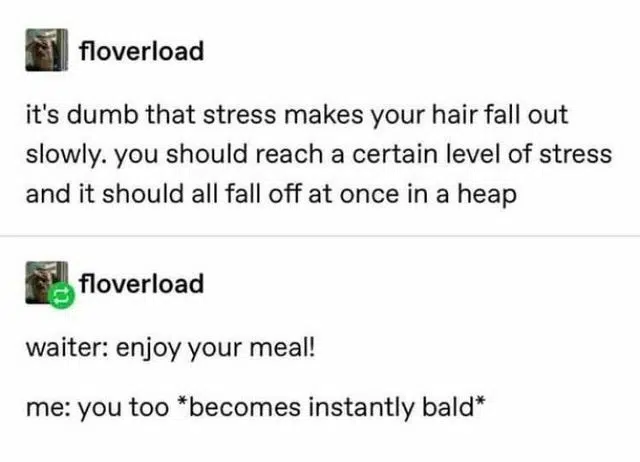 floverload
it's dumb that stress makes your hair fall out
slowly. you should reach a certain level of stress
and it should all fall off at once in a heap
floverload
waiter: enjoy your meal!
me: you too *becomes instantly bald*